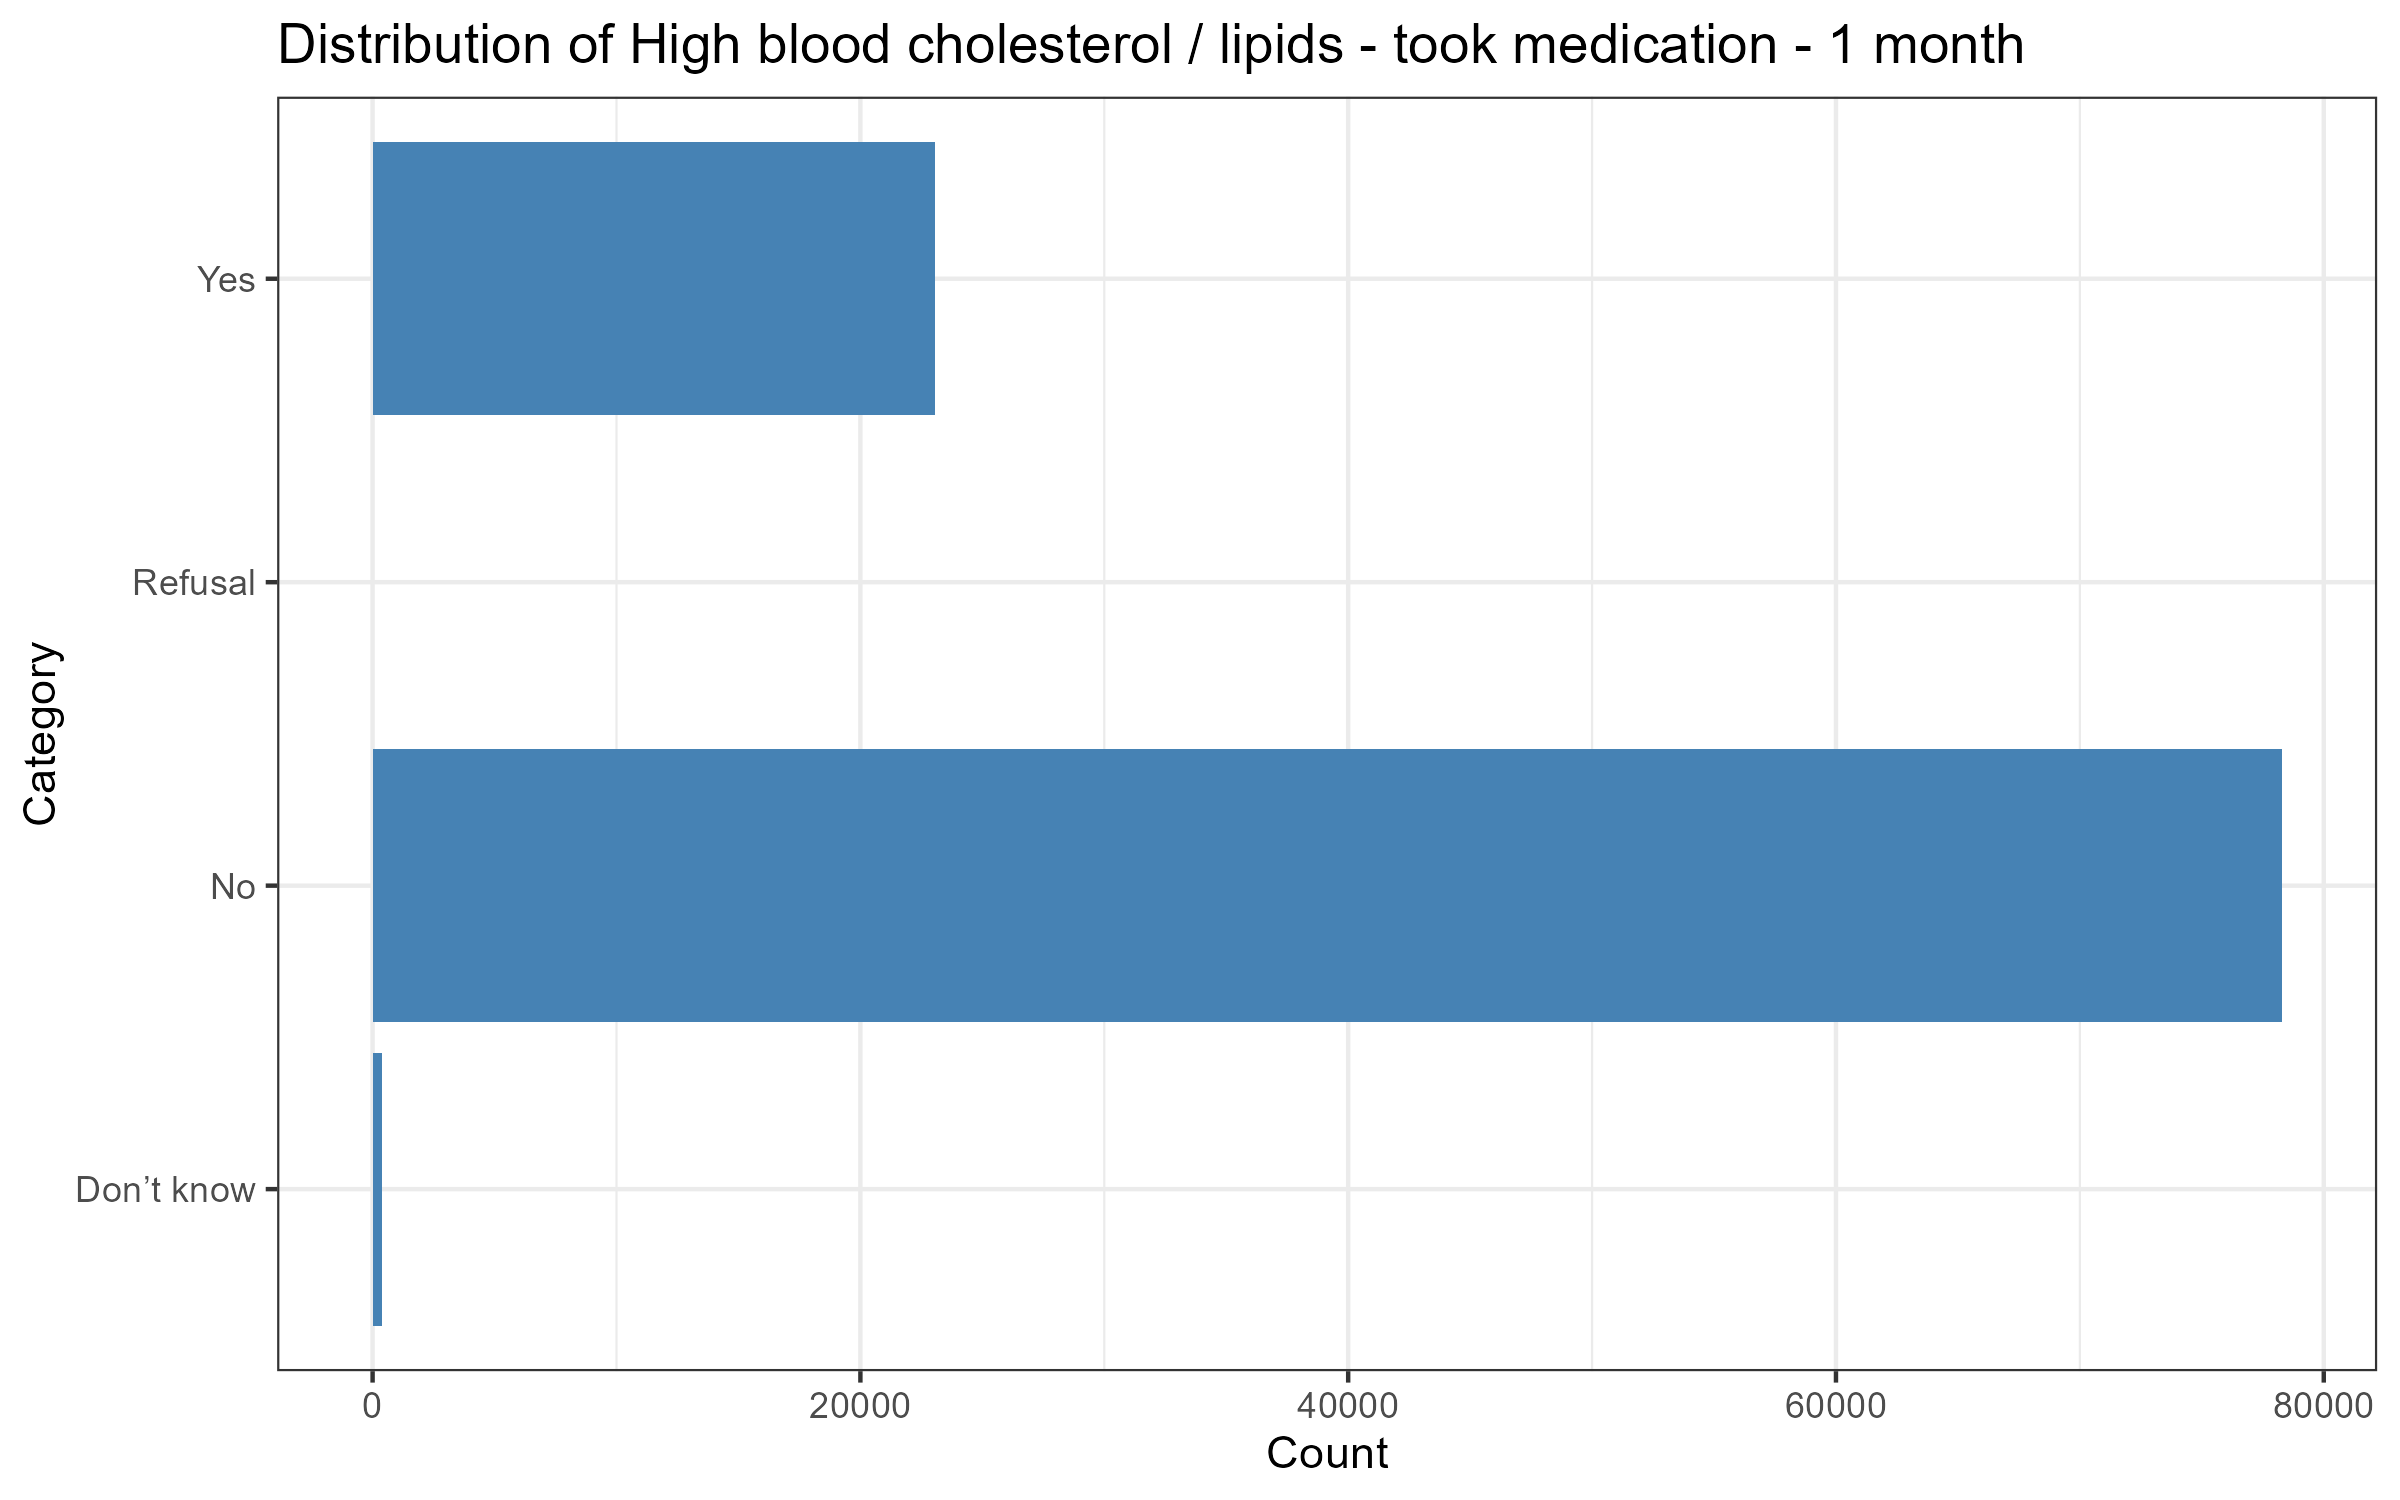 Distribution of High blood cholesterol / lipids - took medication - 1 month
Category
Yes
Refusal
No
Don’t know
0 20000 40000 60000 80000
Count